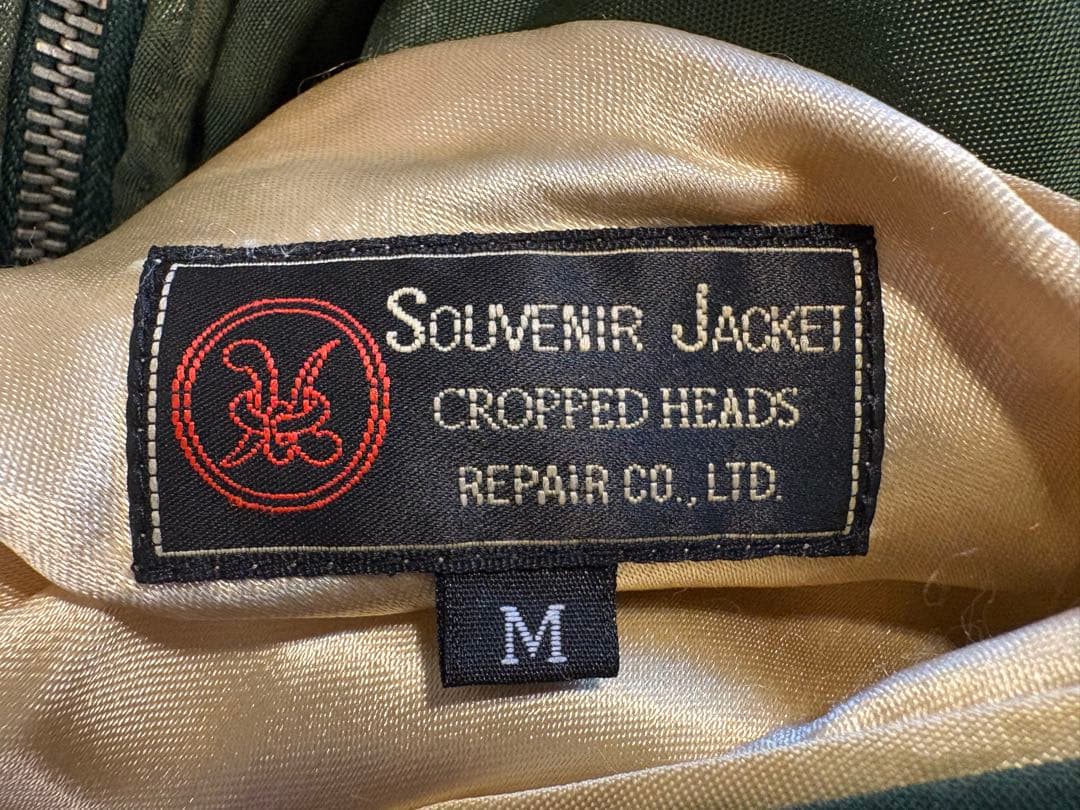 SOUVENIR JACKET
CROPPED HEADS
REPAIR CO., LTD.
M